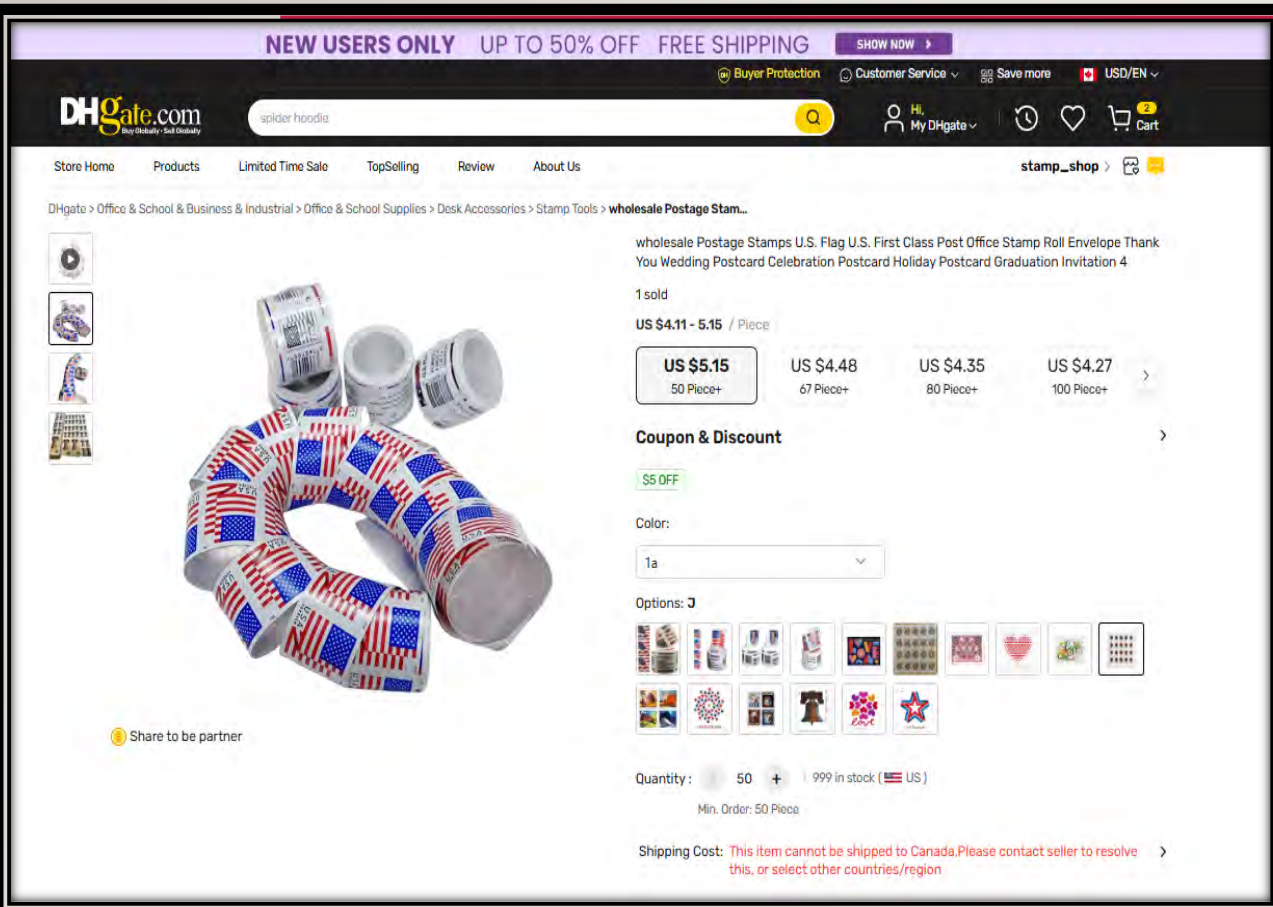 NEW USERS ONLY UP TO 50% OFF FREE SHIPPING SHOW NOW >
Buyer Protection Customer Service Save more USD/EN
DHgate.com
Buy Globally · Sell Globally
spider hoodie
Hi,
My DHgate
2
Cart
Store Home Products Limited Time Sale TopSelling Review About Us stamp_shop >
DHgate > Office & School & Business & Industrial > Office & School Supplies > Desk Accessories > Stamp Tools > wholesale Postage Stam...
wholesale Postage Stamps U.S. Flag U.S. First Class Post Office Stamp Roll Envelope Thank
You Wedding Postcard Celebration Postcard Holiday Postcard Graduation Invitation 4
1 sold
US $4.11 - 5.15 / Piece
US $5.15 US $4.48 US $4.35 US $4.27
50 Piece+ 67 Piece+ 80 Piece+ 100 Piece+
Coupon & Discount
$5 OFF
Color:
1a
Options: J
Share to be partner
Quantity : 50 + 999 in stock ( US )
Min. Order: 50 Piece
Shipping Cost: This item cannot be shipped to Canada,Please contact seller to resolve
this, or select other countries/region